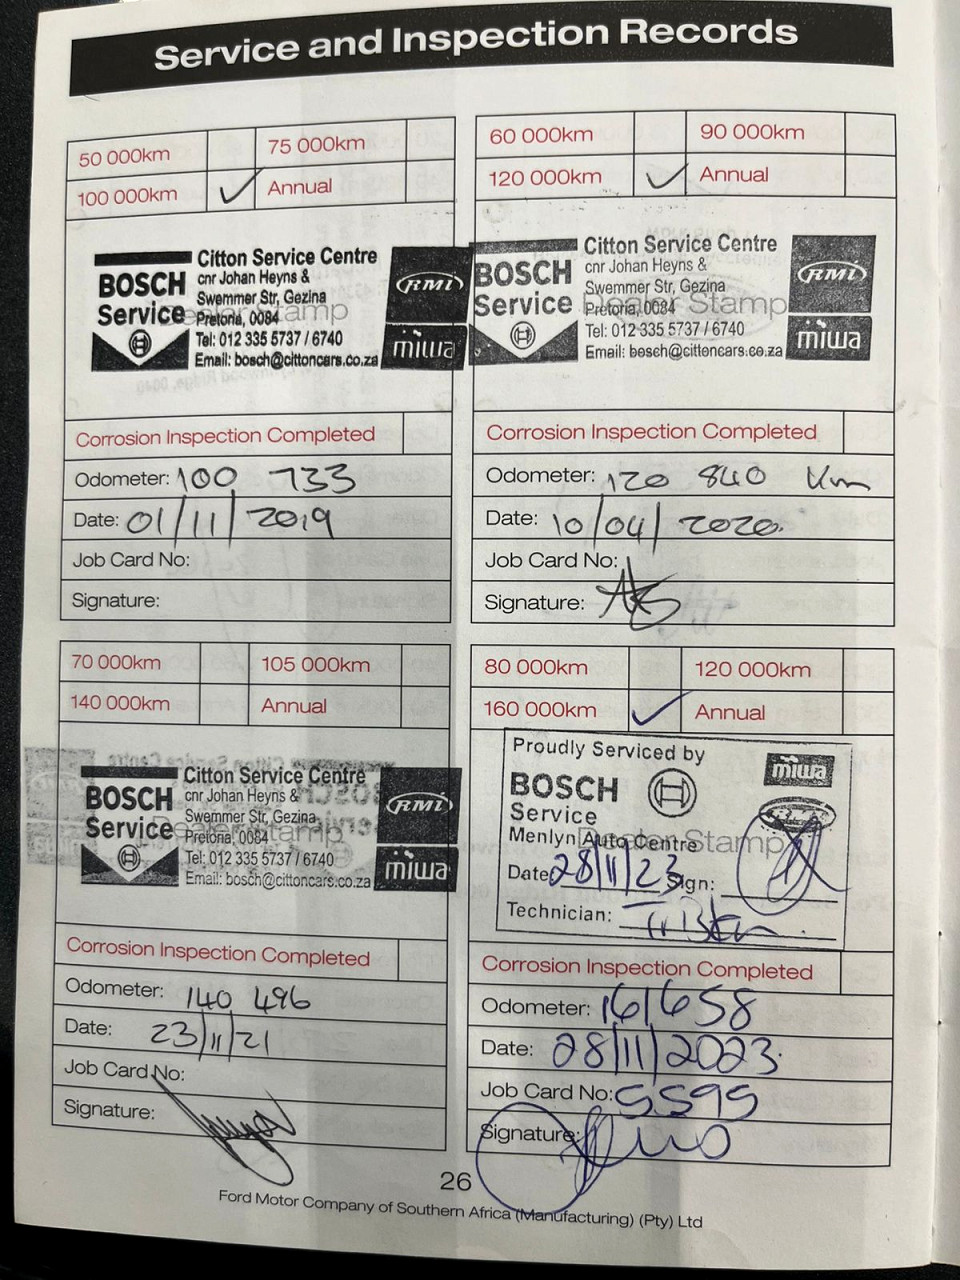 Service and Inspection Records
50 000km
75 000km
100 000km
Annual
BOSCH
Service
Citton Service Centre
cnr Johan Heyns &
Swemmer Str, Gezina
Pretoria, 0084
Tel: 012 335 5737 / 6740
Email: bosch@cittoncars.co.za
RMi
miwa
Dealer Stamp
Corrosion Inspection Completed
Odometer: 100 733
Date: 01/11/2019
Job Card No:
Signature:
60 000km
90 000km
120 000km
Annual
BOSCH
Service
Citton Service Centre
cnr Johan Heyns &
Swemmer Str, Gezina
Pretoria, 0084
Tel: 012 335 5737 / 6740
Email: bosch@cittoncars.co.za
RMi
miwa
Dealer Stamp
Corrosion Inspection Completed
Odometer: 120 840 Km
Date: 10/04/2020.
Job Card No:
Signature:
70 000km
105 000km
140 000km
Annual
BOSCH
Service
Citton Service Centre
cnr Johan Heyns &
Swemmer Str, Gezina
Pretoria, 0084
Tel: 012 335 5737 / 6740
Email: bosch@cittoncars.co.za
RMi
miwa
Dealer Stamp
Corrosion Inspection Completed
Odometer: 140 496
Date: 23/11/21
Job Card No:
Signature:
80 000km
120 000km
160 000km
Annual
Proudly Serviced by
BOSCH
Service
Menlyn Auto Centre
miwa
Dealer Stamp
Date: 28/11/23 Sign:
Technician:
Corrosion Inspection Completed
Odometer: 161658
Date: 28/11/2023.
Job Card No: 5595
Signature:
26
Ford Motor Company of Southern Africa (Manufacturing) (Pty) Ltd